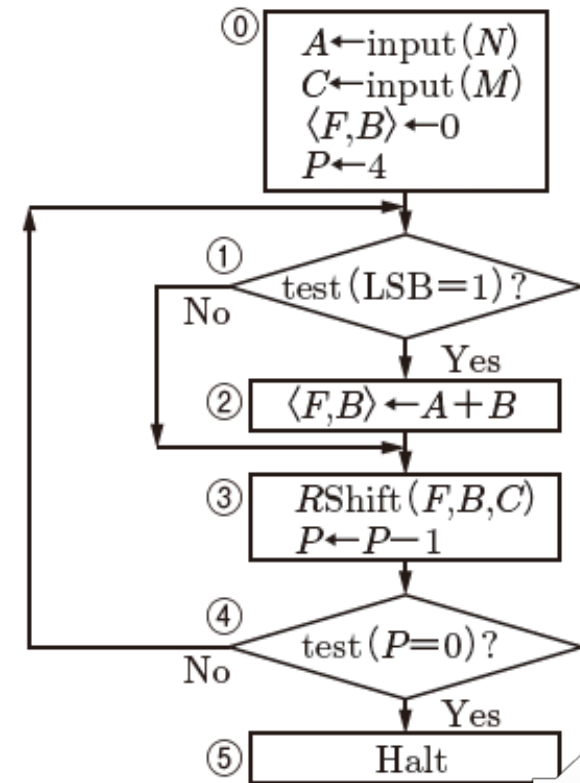 ⓪
A←input(N)
C←input(M)
⟨F,B⟩←0
P←4
①
test(LSB=1)?
No
Yes
②
⟨F,B⟩←A+B
③
RShift(F,B,C)
P←P−1
④
test(P=0)?
No
Yes
⑤
Halt